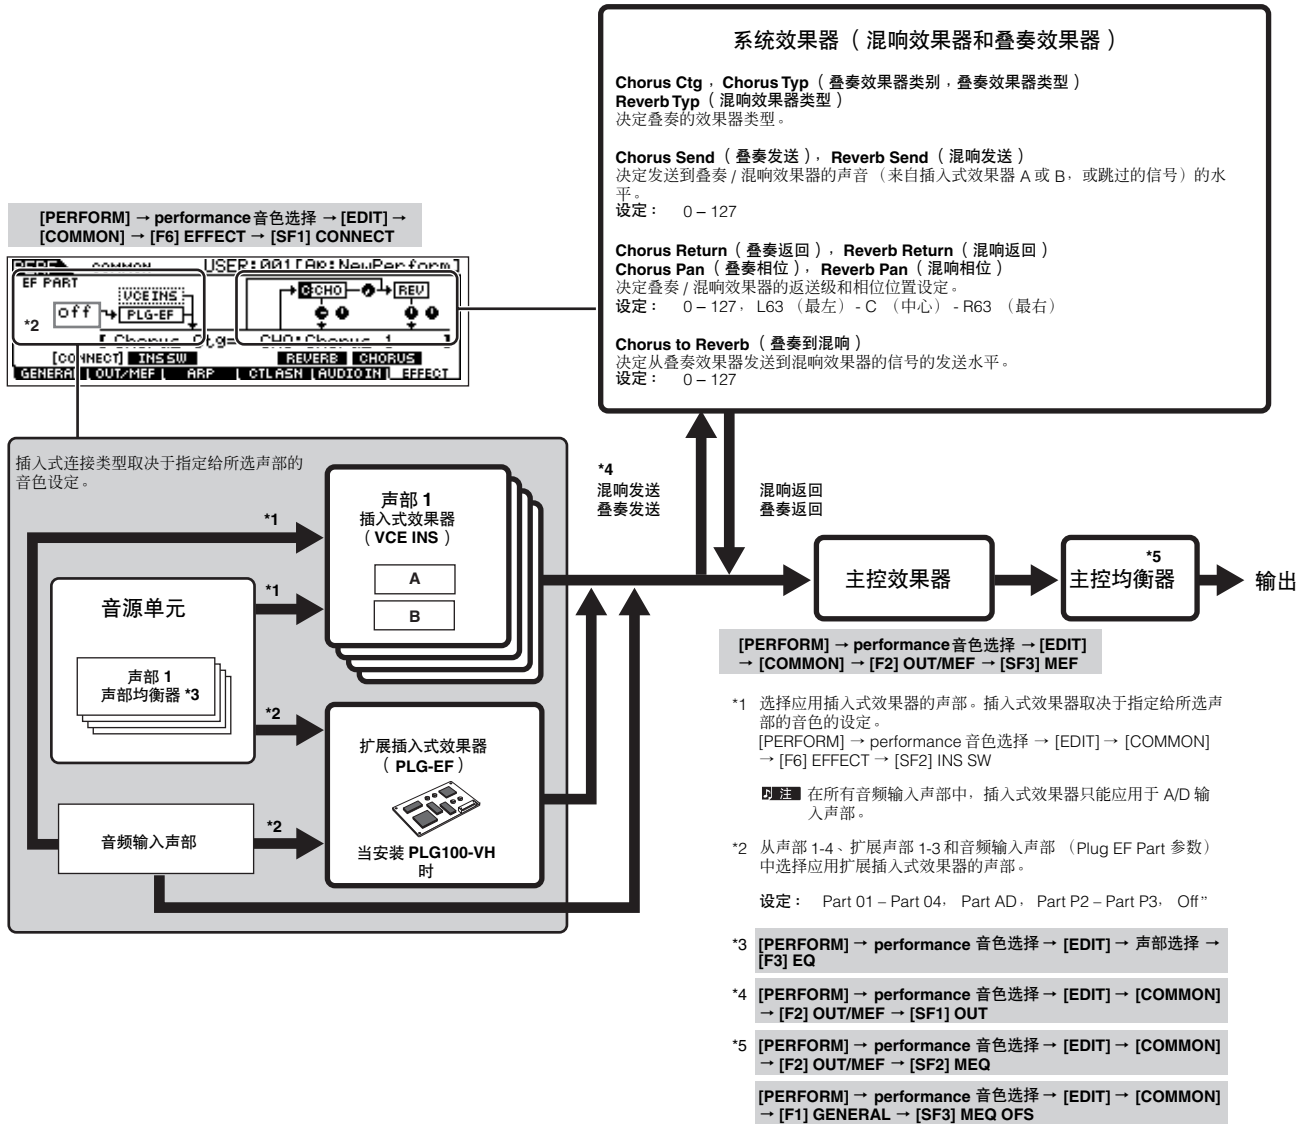 系统效果器（混响效果器和叠奏效果器）
Chorus Ctg，Chorus Typ（叠奏效果器类别，叠奏效果器类型）
Reverb Typ（混响效果器类型）
决定叠奏的效果器类型。
Chorus Send（叠奏发送），Reverb Send（混响发送）
决定发送到叠奏 / 混响效果器的声音（来自插入式效果器 A 或 B，或跳过的信号）的水
平。
设定： 0 – 127
Chorus Return（叠奏返回），Reverb Return（混响返回）
Chorus Pan（叠奏相位），Reverb Pan（混响相位）
决定叠奏 / 混响效果器的返送级和相位位置设定。
设定： 0 – 127，L63（最左）- C（中心）- R63（最右）
Chorus to Reverb（叠奏到混响）
决定从叠奏效果器发送到混响效果器的信号的发送水平。
设定： 0 – 127
[PERFORM] → performance 音色选择 → [EDIT] →
[COMMON] → [F6] EFFECT → [SF1] CONNECT
COMMON USER:001[Ap:NewPerform]
EF PART
VCE INS
off PLG-EF
*2
CHO REV
[CONNECT] INS SW REVERB CHORUS
GENERAL OUT/MEF ARP CTL ASN AUDIO IN EFFECT
插入式连接类型取决于指定给所选声部的
音色设定。
*1
声部 1
插入式效果器
（VCE INS）
A
B
*1
音源单元
声部 1
声部均衡器 *3
*2
扩展插入式效果器
（PLG-EF）
当安装 PLG100-VH
时
音频输入声部
*2
*4
混响发送
叠奏发送
混响返回
叠奏返回
主控效果器
*5
主控均衡器
输出
[PERFORM] → performance 音色选择 → [EDIT]
→ [COMMON] → [F2] OUT/MEF → [SF3] MEF
*1 选择应用插入式效果器的声部。插入式效果器取决于指定给所选声
部的音色的设定。
[PERFORM] → performance 音色选择 → [EDIT] → [COMMON]
→ [F6] EFFECT → [SF2] INS SW
注 在所有音频输入声部中，插入式效果器只能应用于 A/D 输
入声部。
*2 从声部 1-4、扩展声部 1-3 和音频输入声部（Plug EF Part 参数）
中选择应用扩展插入式效果器的声部。
设定： Part 01 – Part 04， Part AD， Part P2 – Part P3， Off”
*3 [PERFORM] → performance 音色选择 → [EDIT] → 声部选择 →
[F3] EQ
*4 [PERFORM] → performance 音色选择 → [EDIT] → [COMMON]
→ [F2] OUT/MEF → [SF1] OUT
*5 [PERFORM] → performance 音色选择 → [EDIT] → [COMMON]
→ [F2] OUT/MEF → [SF2] MEQ
[PERFORM] → performance 音色选择 → [EDIT] → [COMMON]
→ [F1] GENERAL → [SF3] MEQ OFS